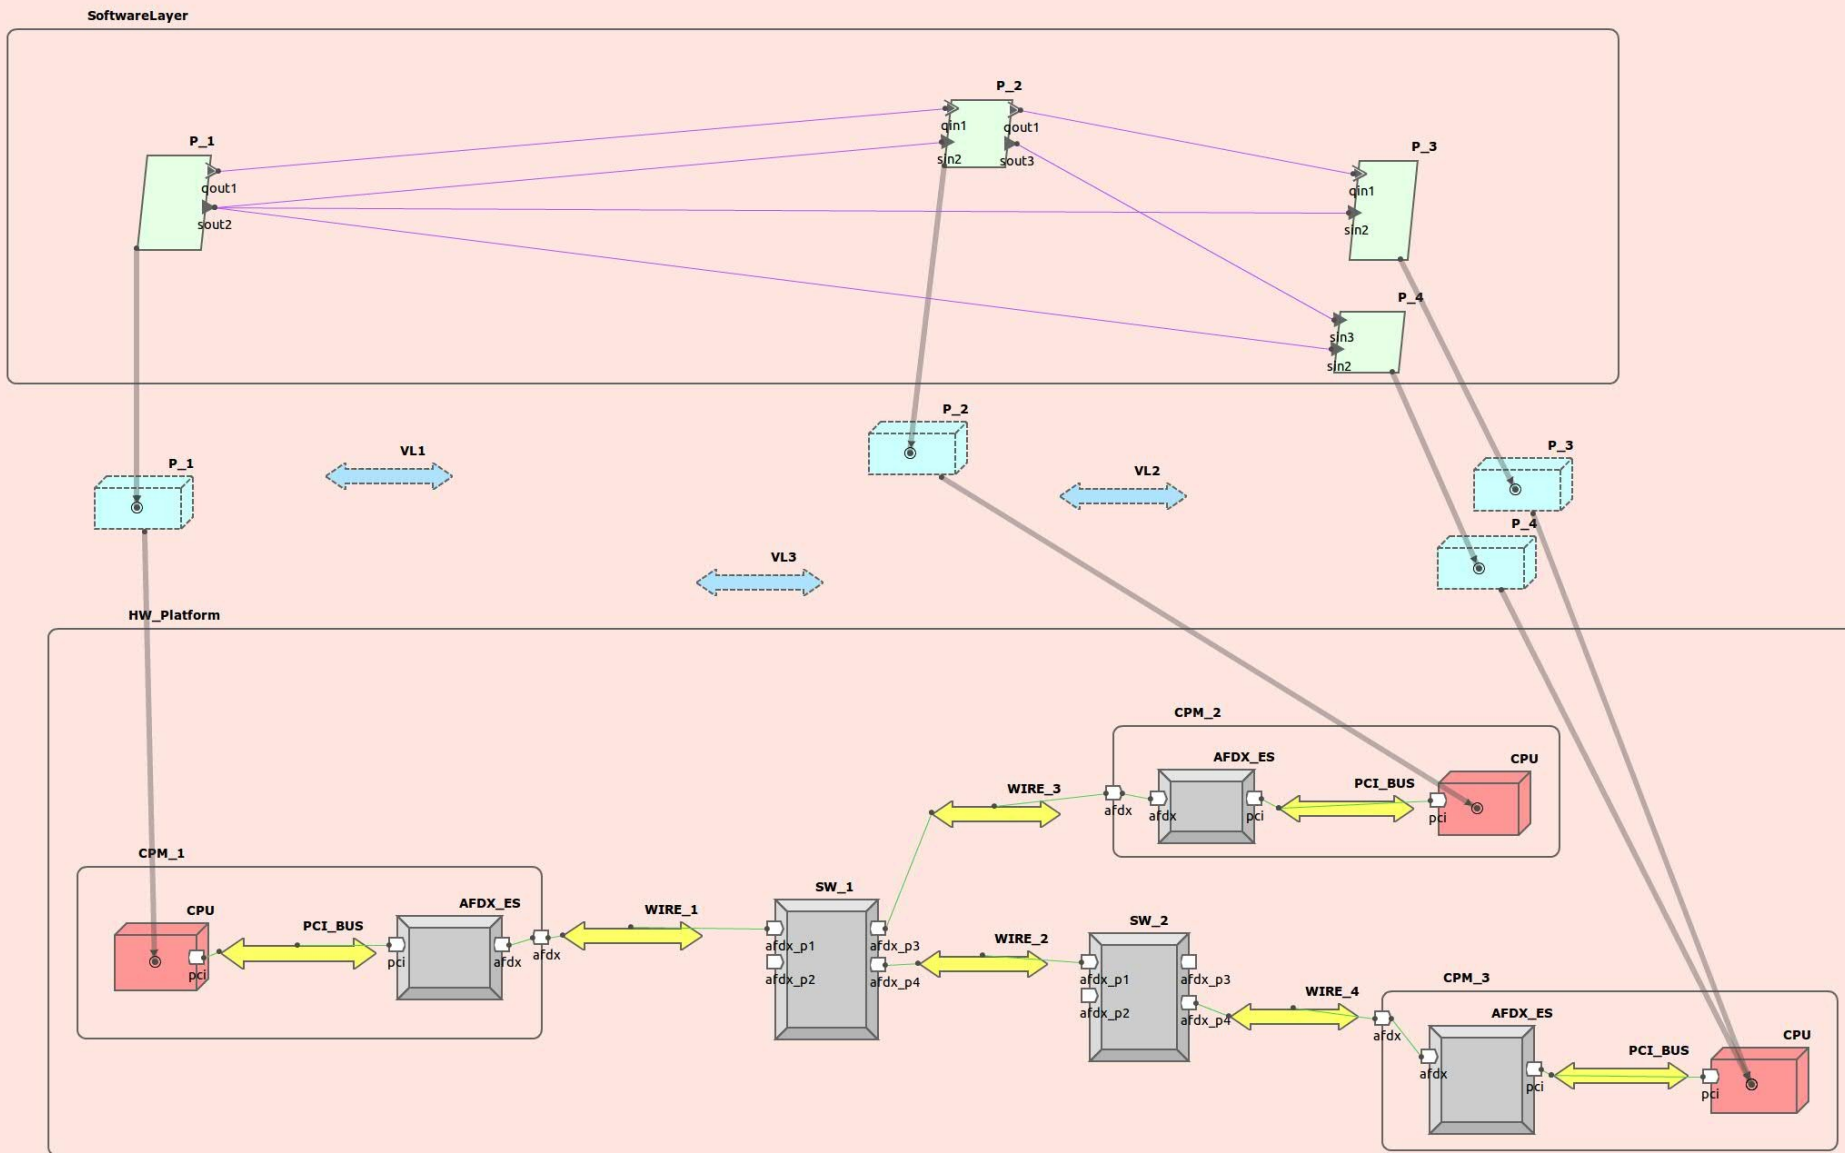 SoftwareLayer
P_2
qin1
qout1
sin2
sout3
P_1
qout1
sout2
P_3
qin1
sin2
P_4
sin3
sin2
P_2
VL1
P_1
VL2
P_3
P_4
VL3
HW_Platform
CPM_2
AFDX_ES
CPU
PCI_BUS
WIRE_3
afdx
afdx
pci
pci
CPM_1
CPU
AFDX_ES
PCI_BUS
pci
pci
afdx
afdx
WIRE_1
SW_1
afdx_p1
afdx_p3
afdx_p2
afdx_p4
WIRE_2
SW_2
afdx_p1
afdx_p3
afdx_p2
afdx_p4
WIRE_4
CPM_3
AFDX_ES
CPU
PCI_BUS
afdx
afdx
pci
pci